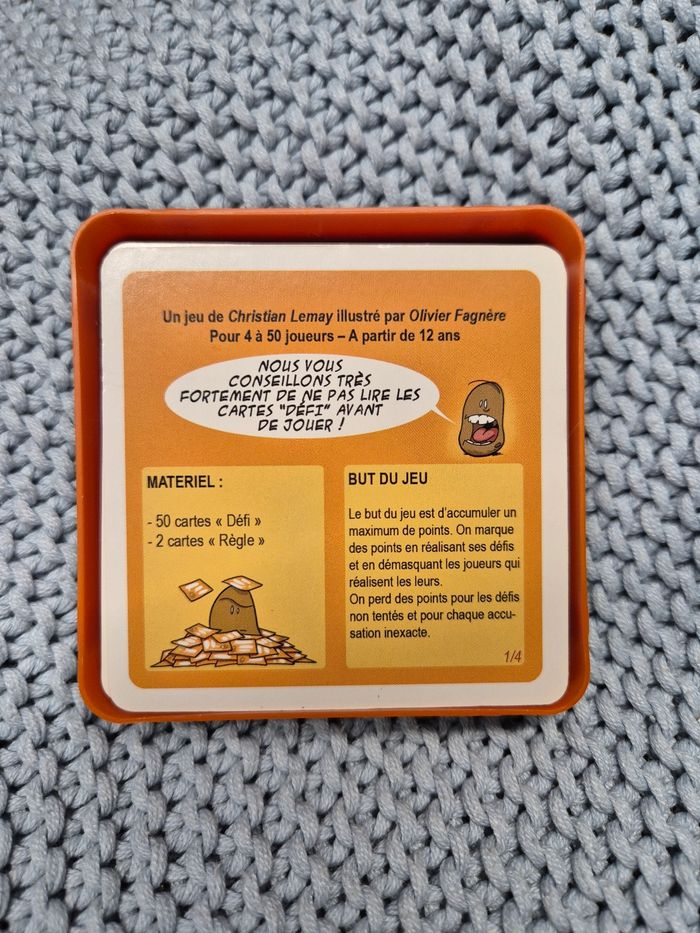 Un jeu de Christian Lemay illustré par Olivier Fagnère
Pour 4 à 50 joueurs – A partir de 12 ans
NOUS VOUS
CONSEILLONS TRÈS
FORTEMENT DE NE PAS LIRE LES
CARTES "DÉFI" AVANT
DE JOUER !
MATERIEL :
- 50 cartes « Défi »
- 2 cartes « Règle »
BUT DU JEU
Le but du jeu est d'accumuler un
maximum de points. On marque
des points en réalisant ses défis
et en démasquant les joueurs qui
réalisent les leurs.
On perd des points pour les défis
non tentés et pour chaque accu-
sation inexacte.
1/4